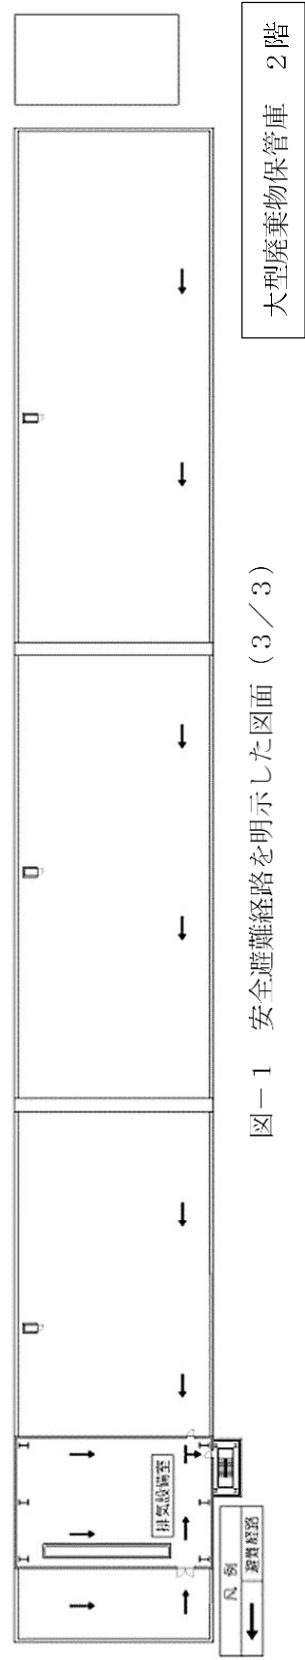 大型廃棄物保管庫　２階
排気設備室
凡　例
避難経路
図－１　安全避難経路を明示した図面（３／３）